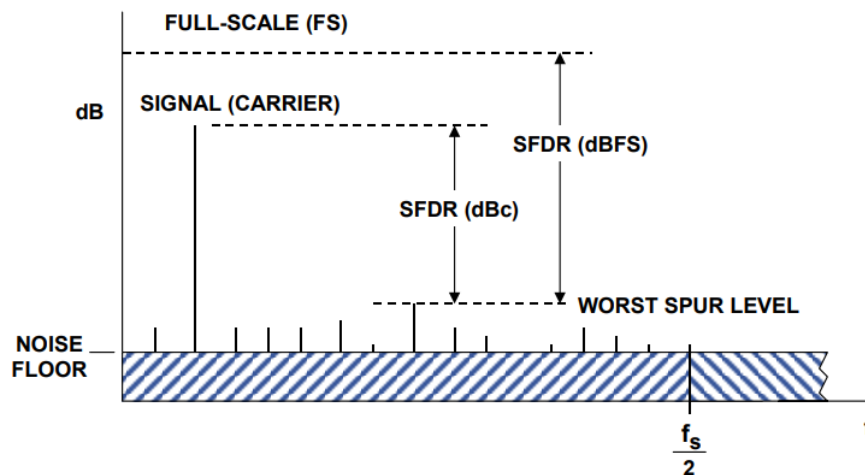 FULL-SCALE (FS)
dB
SIGNAL (CARRIER)
SFDR (dBFS)
SFDR (dBc)
WORST SPUR LEVEL
NOISE
FLOOR
fs
2